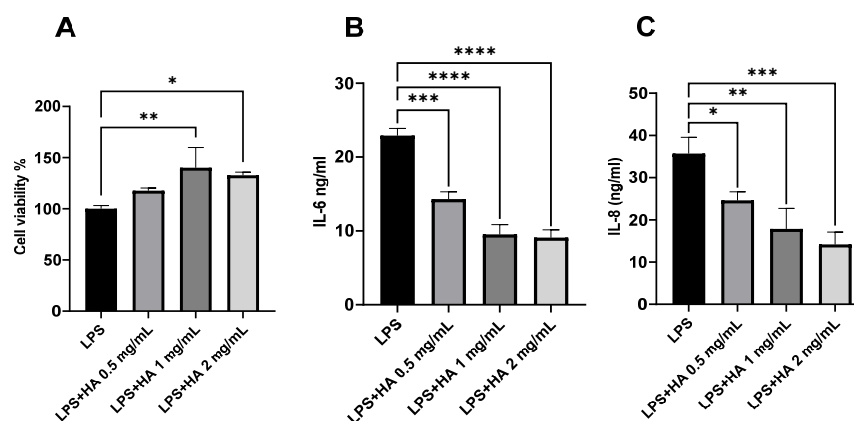 A
Cell viability %
200
150
100
50
0
*
**
LPS
LPS+HA 0.5 mg/mL
LPS+HA 1 mg/mL
LPS+HA 2 mg/mL
B
IL-6 ng/ml
30
20
10
0
****
****
***
LPS
LPS+HA 0.5 mg/mL
LPS+HA 1 mg/mL
LPS+HA 2 mg/mL
C
IL-8 (ng/ml)
50
40
30
20
10
0
***
**
*
LPS
LPS+HA 0.5 mg/mL
LPS+HA 1 mg/mL
LPS+HA 2 mg/mL